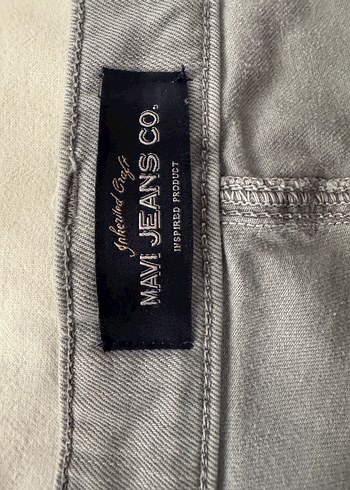 Inherited Craft
MAVI JEANS CO.
INSPIRED PRODUCT